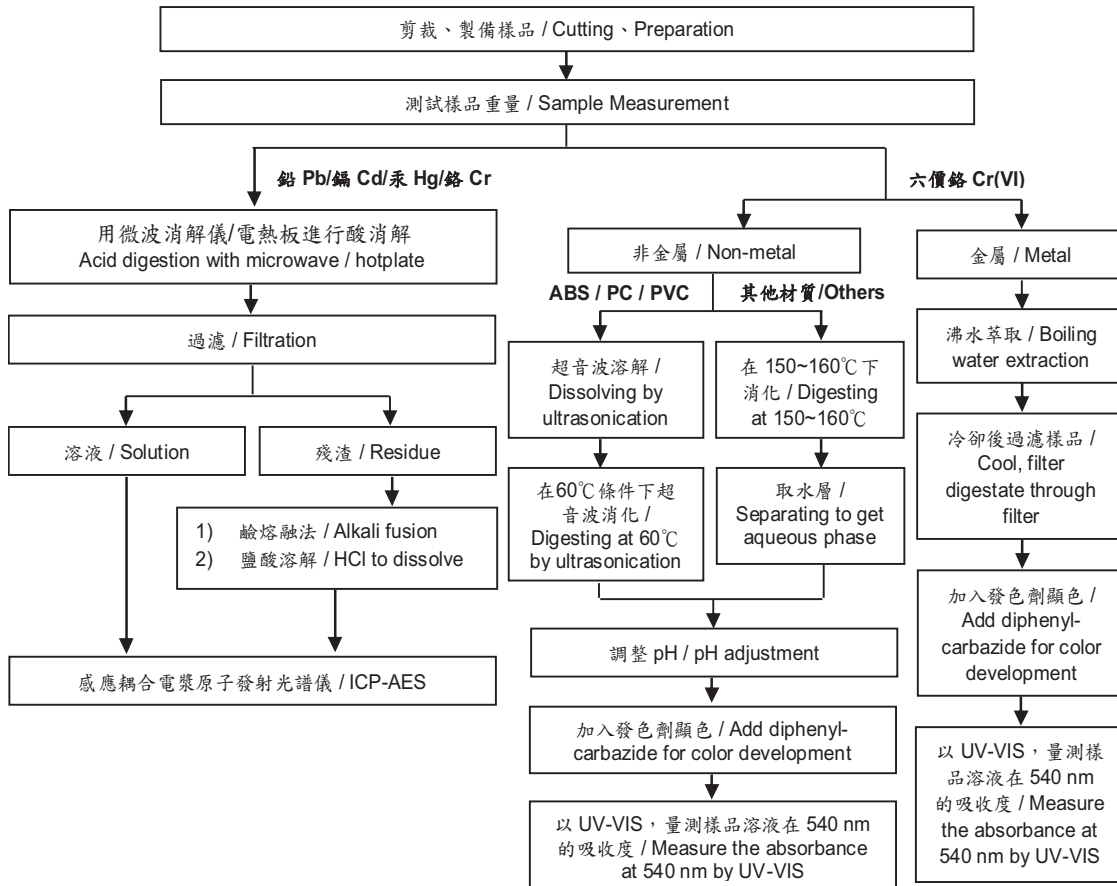 剪裁、製備樣品 / Cutting、Preparation
測試樣品重量 / Sample Measurement
鉛 Pb/鎘 Cd/汞 Hg/鉻 Cr
六價鉻 Cr(VI)
用微波消解儀/電熱板進行酸消解
Acid digestion with microwave / hotplate
非金屬 / Non-metal
金屬 / Metal
ABS / PC / PVC
其他材質/Others
過濾 / Filtration
超音波溶解 /
Dissolving by
ultrasonication
在 150~160℃下
消化 / Digesting
at 150~160℃
沸水萃取 / Boiling
water extraction
溶液 / Solution
殘渣 / Residue
冷卻後過濾樣品 /
Cool, filter
digestate through
filter
在60℃條件下超
音波消化 /
Digesting at 60℃
by ultrasonication
取水層 /
Separating to get
aqueous phase
1) 鹼熔融法 / Alkali fusion
2) 鹽酸溶解 / HCl to dissolve
加入發色劑顯色 /
Add diphenyl-
carbazide for color
development
調整 pH / pH adjustment
感應耦合電漿原子發射光譜儀 / ICP-AES
加入發色劑顯色 / Add diphenyl-
carbazide for color development
以 UV-VIS，量測樣
品溶液在 540 nm
的吸收度 / Measure
the absorbance at
540 nm by UV-VIS
以 UV-VIS，量測樣品溶液在 540 nm
的吸收度 / Measure the absorbance
at 540 nm by UV-VIS